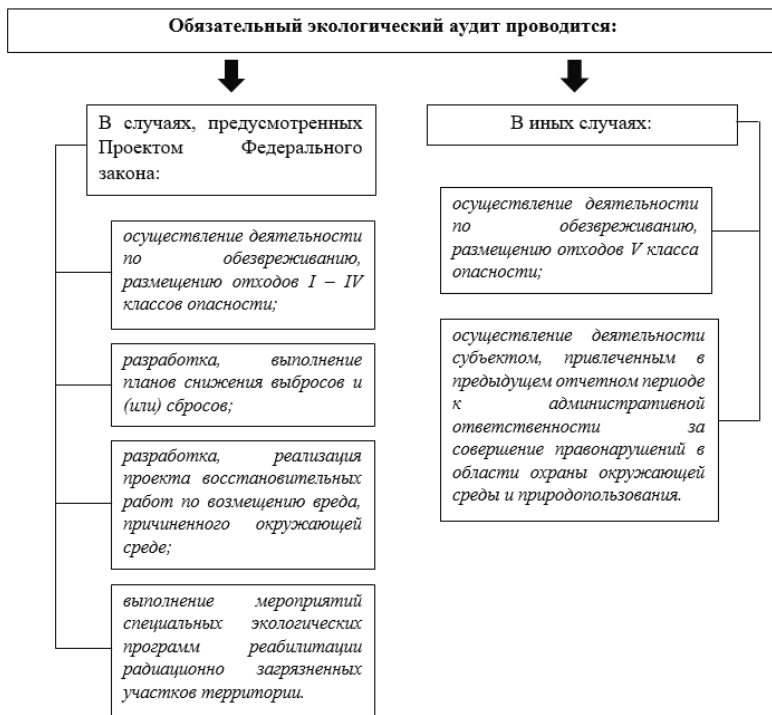 Обязательный экологический аудит проводится:
В случаях, предусмотренных
Проектом Федерального
закона:
осуществление деятельности
по обезвреживанию,
размещению отходов I – IV
классов опасности;
разработка, выполнение
планов снижения выбросов и
(или) сбросов;
разработка, реализация
проекта восстановительных
работ по возмещению вреда,
причиненного окружающей
среде;
выполнение мероприятий
специальных экологических
программ реабилитации
радиационно загрязненных
участков территории.
В иных случаях:
осуществление деятельности
по обезвреживанию,
размещению отходов V класса
опасности;
осуществление деятельности
субъектом, привлеченным в
предыдущем отчетном периоде
к административной
ответственности за
совершение правонарушений в
области охраны окружающей
среды и природопользования.